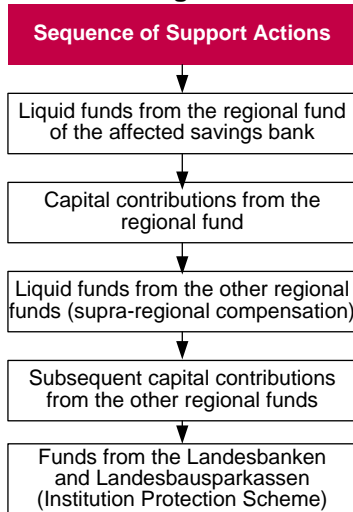 Sequence of Support Actions
Liquid funds from the regional fund
of the affected savings bank
Capital contributions from the
regional fund
Liquid funds from the other regional
funds (supra-regional compensation)
Subsequent capital contributions
from the other regional funds
Funds from the Landesbanken
and Landesbausparkassen
(Institution Protection Scheme)